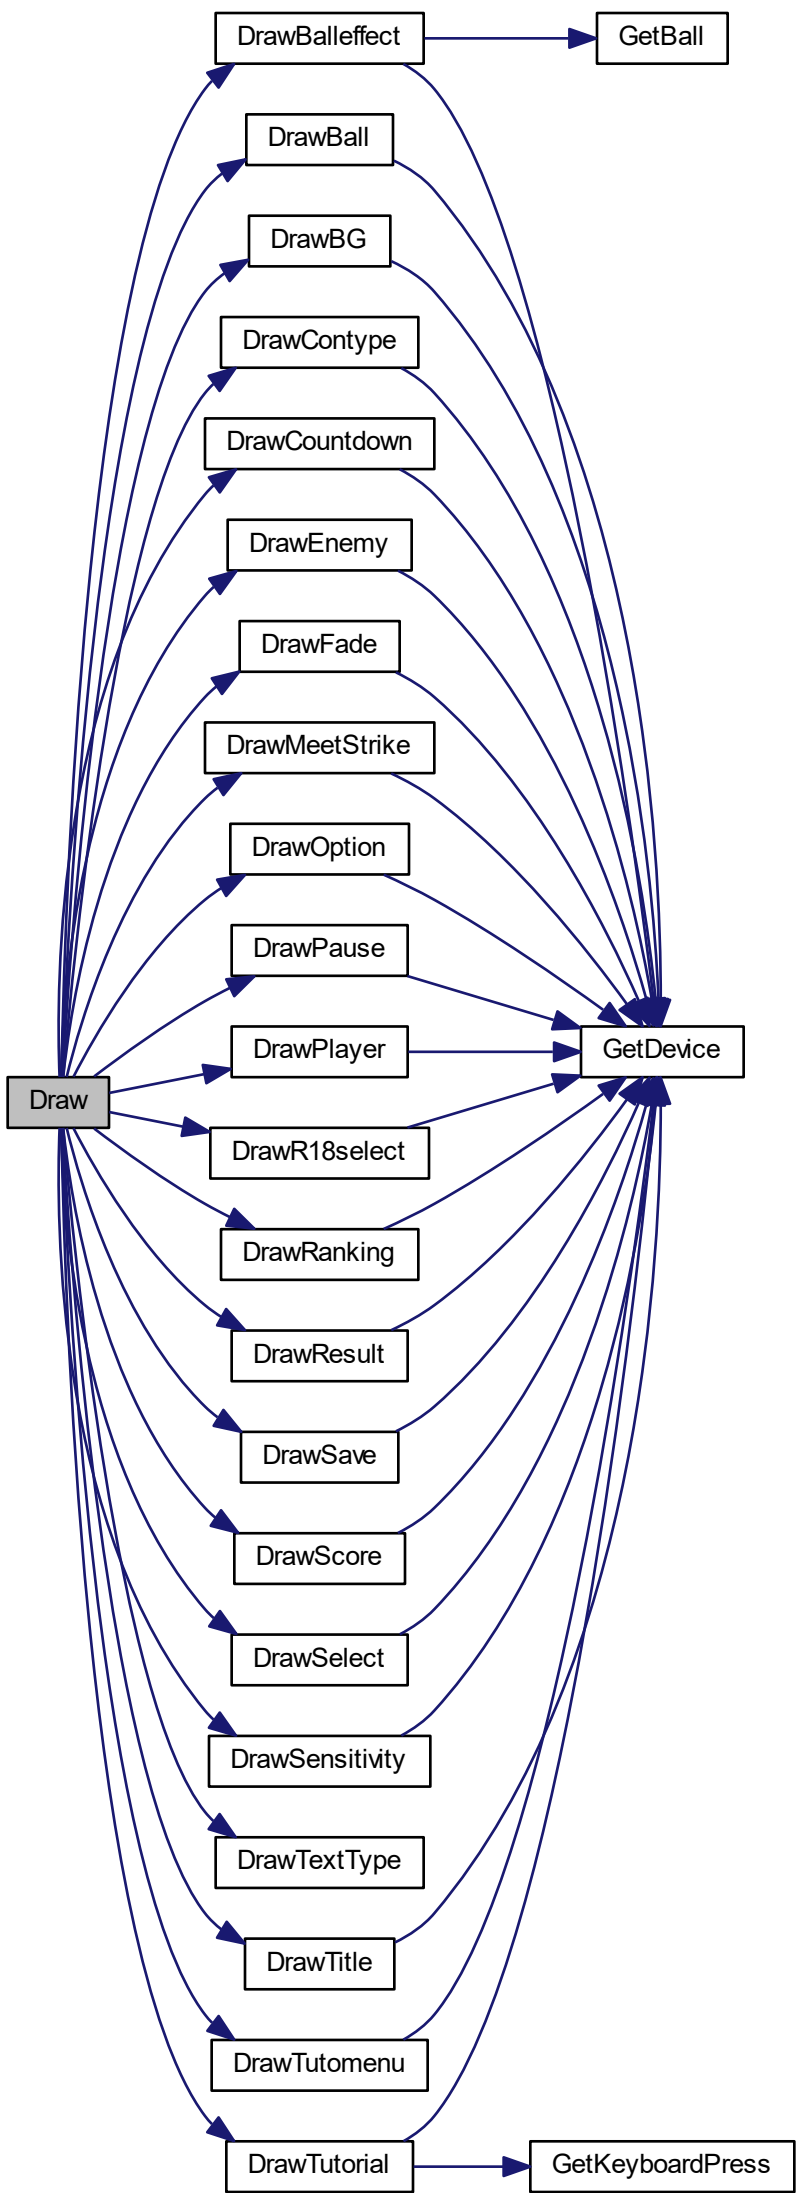 DrawBalleffect
GetBall
DrawBall
DrawBG
DrawContype
DrawCountdown
DrawEnemy
DrawFade
DrawMeetStrike
DrawOption
DrawPause
DrawPlayer
GetDevice
Draw
DrawR18select
DrawRanking
DrawResult
DrawSave
DrawScore
DrawSelect
DrawSensitivity
DrawTextType
DrawTitle
DrawTutomenu
DrawTutorial
GetKeyboardPress